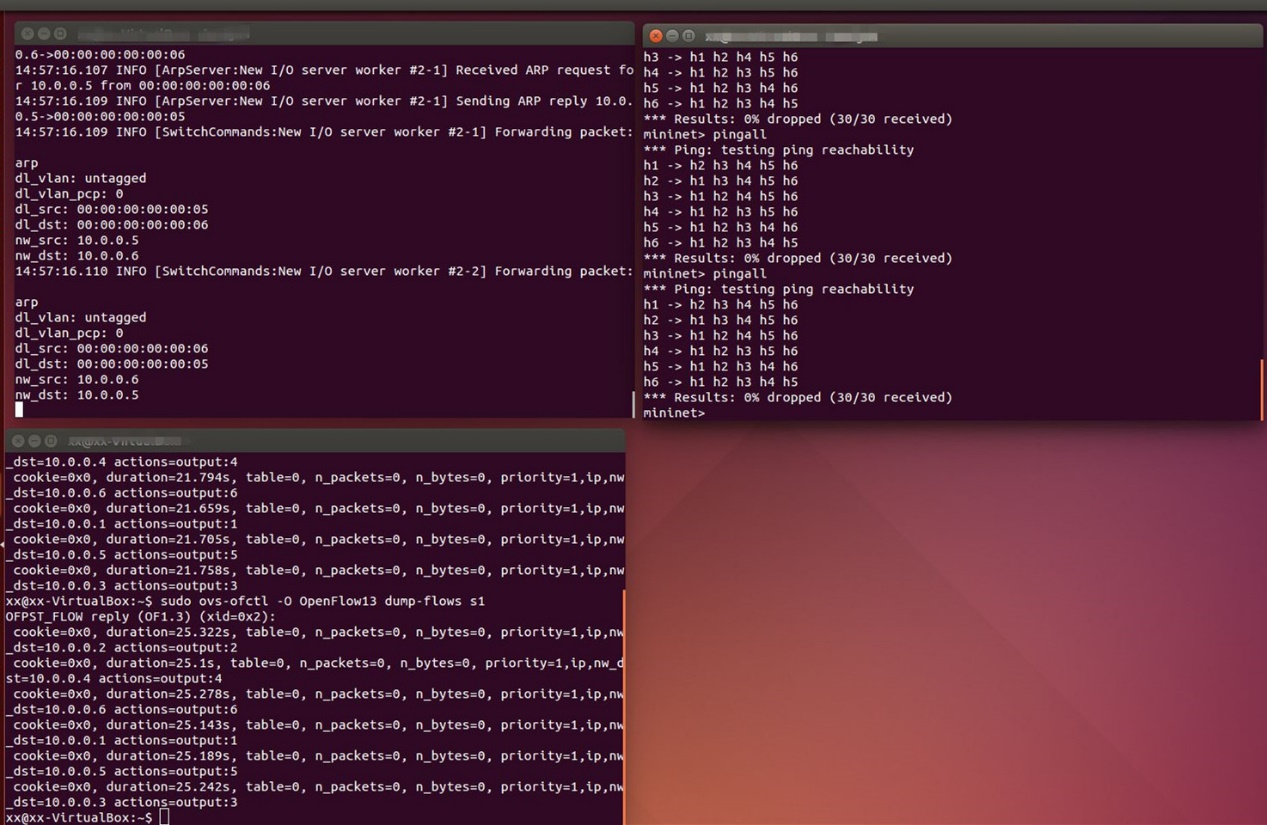 0.6->00:00:00:00:00:06
14:57:16.107 INFO [ArpServer:New I/O server worker #2-1] Received ARP request fo
r 10.0.0.5 from 00:00:00:00:00:06
14:57:16.109 INFO [ArpServer:New I/O server worker #2-1] Sending ARP reply 10.0.
0.5->00:00:00:00:00:05
14:57:16.109 INFO [SwitchCommands:New I/O server worker #2-1] Forwarding packet:
arp
dl_vlan: untagged
dl_vlan_pcp: 0
dl_src: 00:00:00:00:00:05
dl_dst: 00:00:00:00:00:06
nw_src: 10.0.0.5
nw_dst: 10.0.0.6
14:57:16.110 INFO [SwitchCommands:New I/O server worker #2-2] Forwarding packet:
arp
dl_vlan: untagged
dl_vlan_pcp: 0
dl_src: 00:00:00:00:00:06
dl_dst: 00:00:00:00:00:05
nw_src: 10.0.0.6
nw_dst: 10.0.0.5
h3 -> h1 h2 h4 h5 h6
h4 -> h1 h2 h3 h5 h6
h5 -> h1 h2 h3 h4 h6
h6 -> h1 h2 h3 h4 h5
*** Results: 0% dropped (30/30 received)
mininet> pingall
*** Ping: testing ping reachability
h1 -> h2 h3 h4 h5 h6
h2 -> h1 h3 h4 h5 h6
h3 -> h1 h2 h4 h5 h6
h4 -> h1 h2 h3 h5 h6
h5 -> h1 h2 h3 h4 h6
h6 -> h1 h2 h3 h4 h5
*** Results: 0% dropped (30/30 received)
mininet> pingall
*** Ping: testing ping reachability
h1 -> h2 h3 h4 h5 h6
h2 -> h1 h3 h4 h5 h6
h3 -> h1 h2 h4 h5 h6
h4 -> h1 h2 h3 h5 h6
h5 -> h1 h2 h3 h4 h6
h6 -> h1 h2 h3 h4 h5
*** Results: 0% dropped (30/30 received)
mininet>
_dst=10.0.0.4 actions=output:4
cookie=0x0, duration=21.794s, table=0, n_packets=0, n_bytes=0, priority=1,ip,nw
_dst=10.0.0.6 actions=output:6
cookie=0x0, duration=21.659s, table=0, n_packets=0, n_bytes=0, priority=1,ip,nw
_dst=10.0.0.1 actions=output:1
cookie=0x0, duration=21.705s, table=0, n_packets=0, n_bytes=0, priority=1,ip,nw
_dst=10.0.0.5 actions=output:5
cookie=0x0, duration=21.758s, table=0, n_packets=0, n_bytes=0, priority=1,ip,nw
_dst=10.0.0.3 actions=output:3
xx@xx-VirtualBox:~$ sudo ovs-ofctl -O OpenFlow13 dump-flows s1
OFPST_FLOW reply (OF1.3) (xid=0x2):
cookie=0x0, duration=25.322s, table=0, n_packets=0, n_bytes=0, priority=1,ip,nw
_dst=10.0.0.2 actions=output:2
cookie=0x0, duration=25.1s, table=0, n_packets=0, n_bytes=0, priority=1,ip,nw_d
st=10.0.0.4 actions=output:4
cookie=0x0, duration=25.278s, table=0, n_packets=0, n_bytes=0, priority=1,ip,nw
_dst=10.0.0.6 actions=output:6
cookie=0x0, duration=25.143s, table=0, n_packets=0, n_bytes=0, priority=1,ip,nw
_dst=10.0.0.1 actions=output:1
cookie=0x0, duration=25.189s, table=0, n_packets=0, n_bytes=0, priority=1,ip,nw
_dst=10.0.0.5 actions=output:5
cookie=0x0, duration=25.242s, table=0, n_packets=0, n_bytes=0, priority=1,ip,nw
_dst=10.0.0.3 actions=output:3
xx@xx-VirtualBox:~$